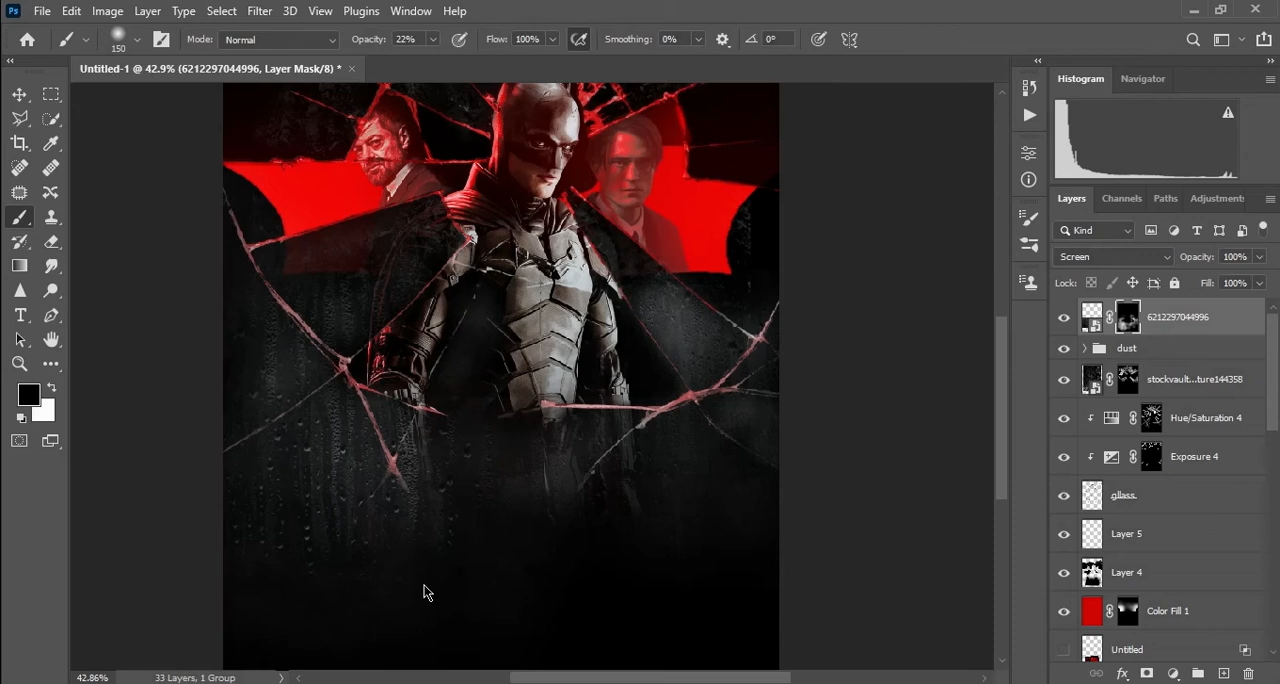 Ps File Edit Image Layer Type Select Filter 3D View Plugins Window Help
150 Mode: Normal Opacity: 22% Flow: 100% Smoothing: 0% 0°
Untitled-1 @ 42.9% (6212297044996, Layer Mask/8) *
Histogram Navigator
Layers Channels Paths Adjustments
Kind
Screen Opacity: 100%
Lock: Fill: 100%
6212297044996
dust
stockvault...ture144358
Hue/Saturation 4
Exposure 4
gllass.
Layer 5
Layer 4
Color Fill 1
Untitled
42.86% 33 Layers, 1 Group